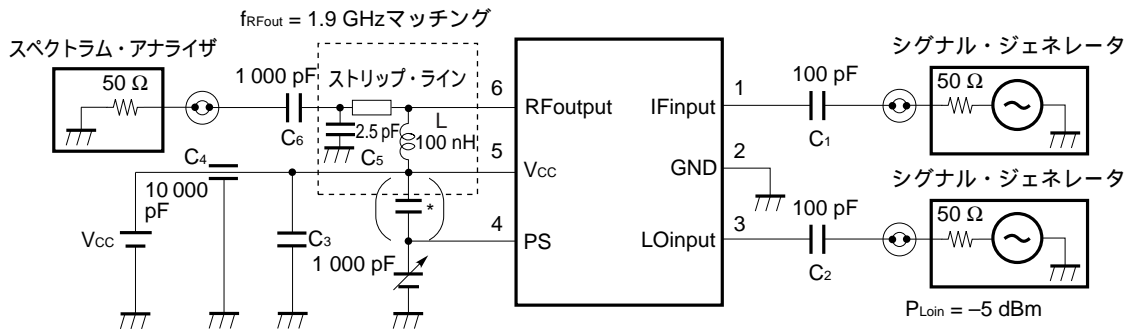 fRFout = 1.9 GHzマッチング
スペクトラム・アナライザ
50 Ω
1 000 pF
C6
ストリップ・ライン
2.5 pF
C5
L
100 nH
6
RFoutput
5
VCC
4
PS
*
C4
10 000
pF
VCC
C3
1 000 pF
1
IFinput
2
GND
3
LOinput
100 pF
C1
シグナル・ジェネレータ
50 Ω
100 pF
C2
シグナル・ジェネレータ
50 Ω
PLoin = –5 dBm